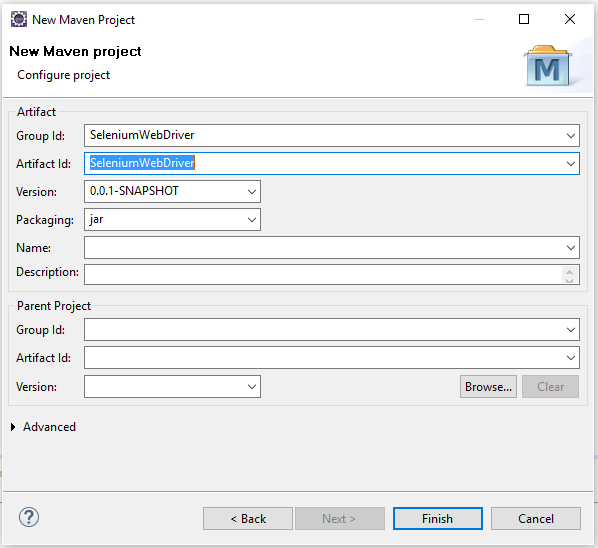 New Maven Project
New Maven project
Configure project
M
Artifact
Group Id: SeleniumWebDriver
Artifact Id: SeleniumWebDriver
Version: 0.0.1-SNAPSHOT
Packaging: jar
Name:
Description:
Parent Project
Group Id:
Artifact Id:
Version: Browse... Clear
Advanced
? < Back Next > Finish Cancel